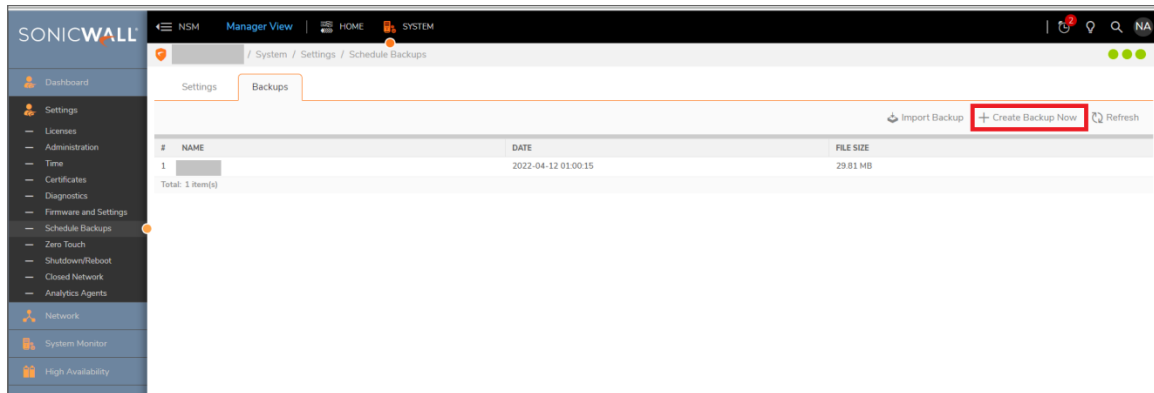 SONICWALL
NSM Manager View HOME SYSTEM 2 NA
/ System / Settings / Schedule Backups
Dashboard
Settings
Licenses
Administration
Time
Certificates
Diagnostics
Firmware and Settings
Schedule Backups
Zero Touch
Shutdown/Reboot
Closed Network
Analytics Agents
Network
System Monitor
High Availability
Settings Backups
Import Backup + Create Backup Now Refresh
# NAME DATE FILE SIZE
1 2022-04-12 01:00:15 29.81 MB
Total: 1 item(s)